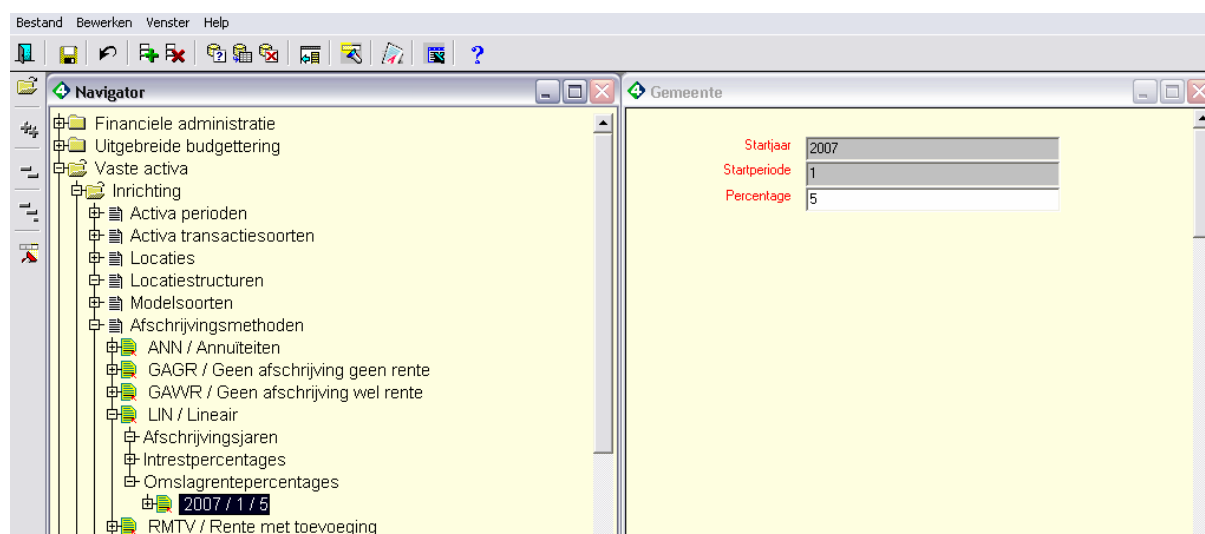 Bestand Bewerken Venster Help
Navigator
Gemeente
Financiele administratie
Uitgebreide budgettering
Vaste activa
Inrichting
Activa perioden
Activa transactiesoorten
Locaties
Locatiestructuren
Modelsoorten
Afschrijvingsmethoden
ANN / Annuïteiten
GAGR / Geen afschrijving geen rente
GAWR / Geen afschrijving wel rente
LIN / Lineair
Afschrijvingsjaren
Intrestpercentages
Omslagrentepercentages
2007 / 1 / 5
RMTV / Rente met toevoeging
Startjaar 2007
Startperiode 1
Percentage 5